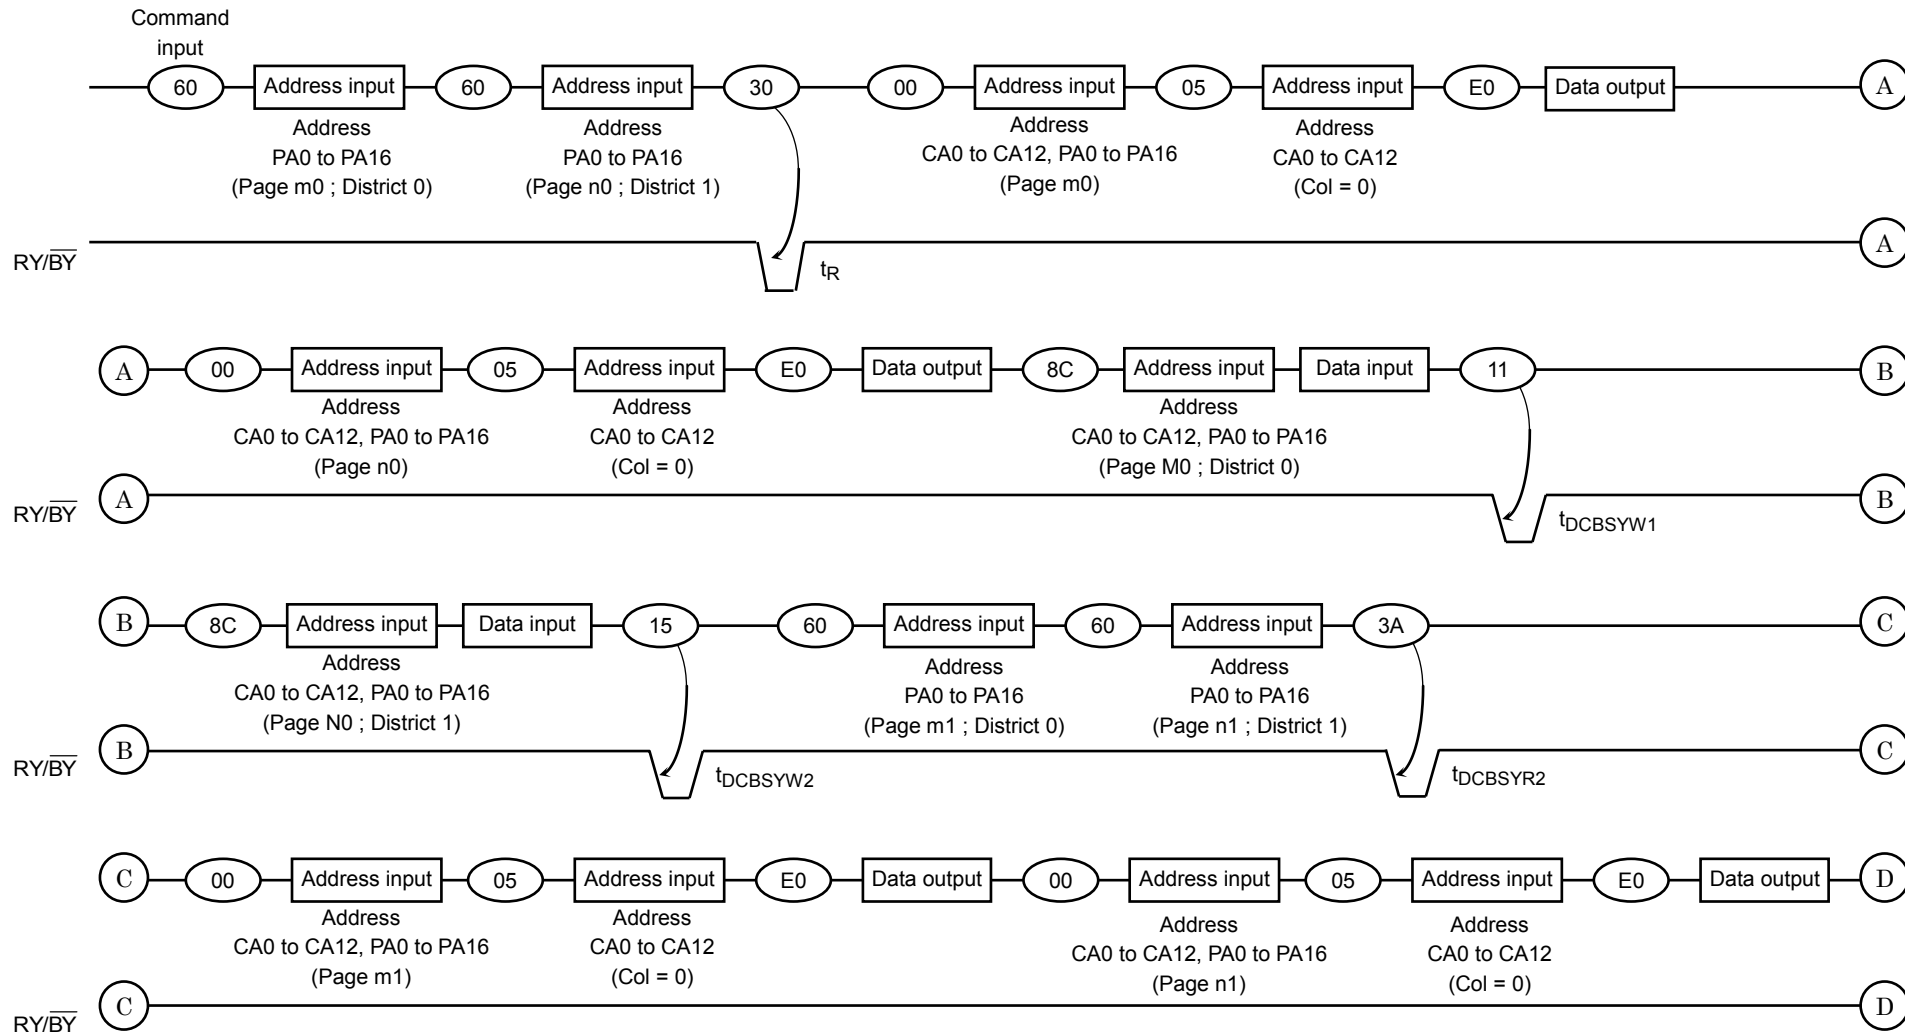 Command
input
60 Address input 60 Address input 30 00 Address input 05 Address input E0 Data output A
Address Address Address Address
PA0 to PA16 PA0 to PA16 CA0 to CA12, PA0 to PA16 CA0 to CA12
(Page m0 ; District 0) (Page n0 ; District 1) (Page m0) (Col = 0)
RY/BY tR A
A 00 Address input 05 Address input E0 Data output 8C Address input Data input 11 B
Address Address Address
CA0 to CA12, PA0 to PA16 CA0 to CA12 CA0 to CA12, PA0 to PA16
(Page n0) (Col = 0) (Page M0 ; District 0)
RY/BY A tDCBSYW1 B
B 8C Address input Data input 15 60 Address input 60 Address input 3A C
Address Address Address
CA0 to CA12, PA0 to PA16 PA0 to PA16 PA0 to PA16
(Page N0 ; District 1) (Page m1 ; District 0) (Page n1 ; District 1)
RY/BY B tDCBSYW2 tDCBSYR2 C
C 00 Address input 05 Address input E0 Data output 00 Address input 05 Address input E0 Data output D
Address Address Address Address
CA0 to CA12, PA0 to PA16 CA0 to CA12 CA0 to CA12, PA0 to PA16 CA0 to CA12
(Page m1) (Col = 0) (Page n1) (Col = 0)
RY/BY C D